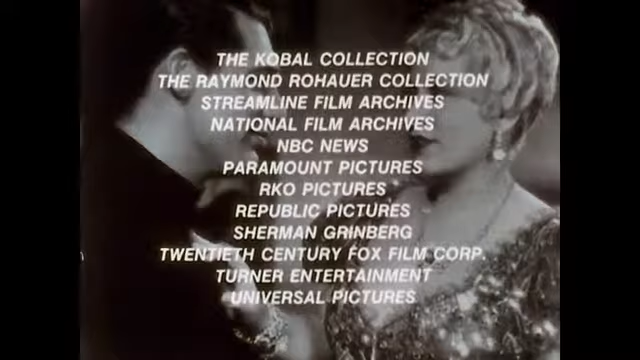 THE KOBAL COLLECTION
THE RAYMOND ROHAUER COLLECTION
STREAMLINE FILM ARCHIVES
NATIONAL FILM ARCHIVES
NBC NEWS
PARAMOUNT PICTURES
RKO PICTURES
REPUBLIC PICTURES
SHERMAN GRINBERG
TWENTIETH CENTURY FOX FILM CORP.
TURNER ENTERTAINMENT
UNIVERSAL PICTURES